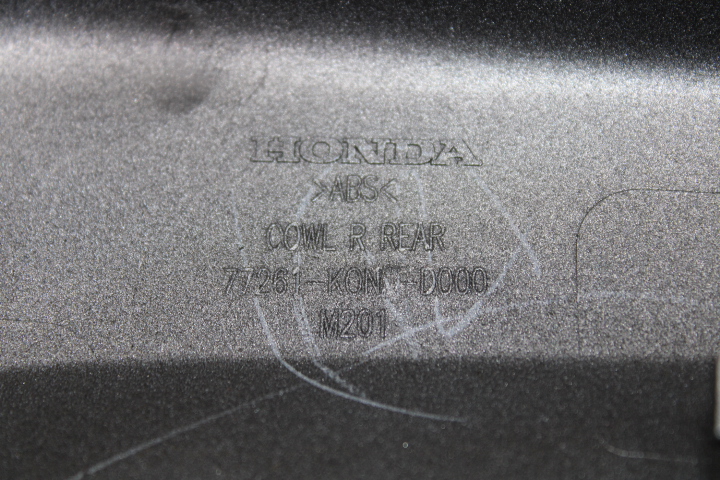 HONDA
>ABS<
COWL R REAR
77261-KON -D000
M201